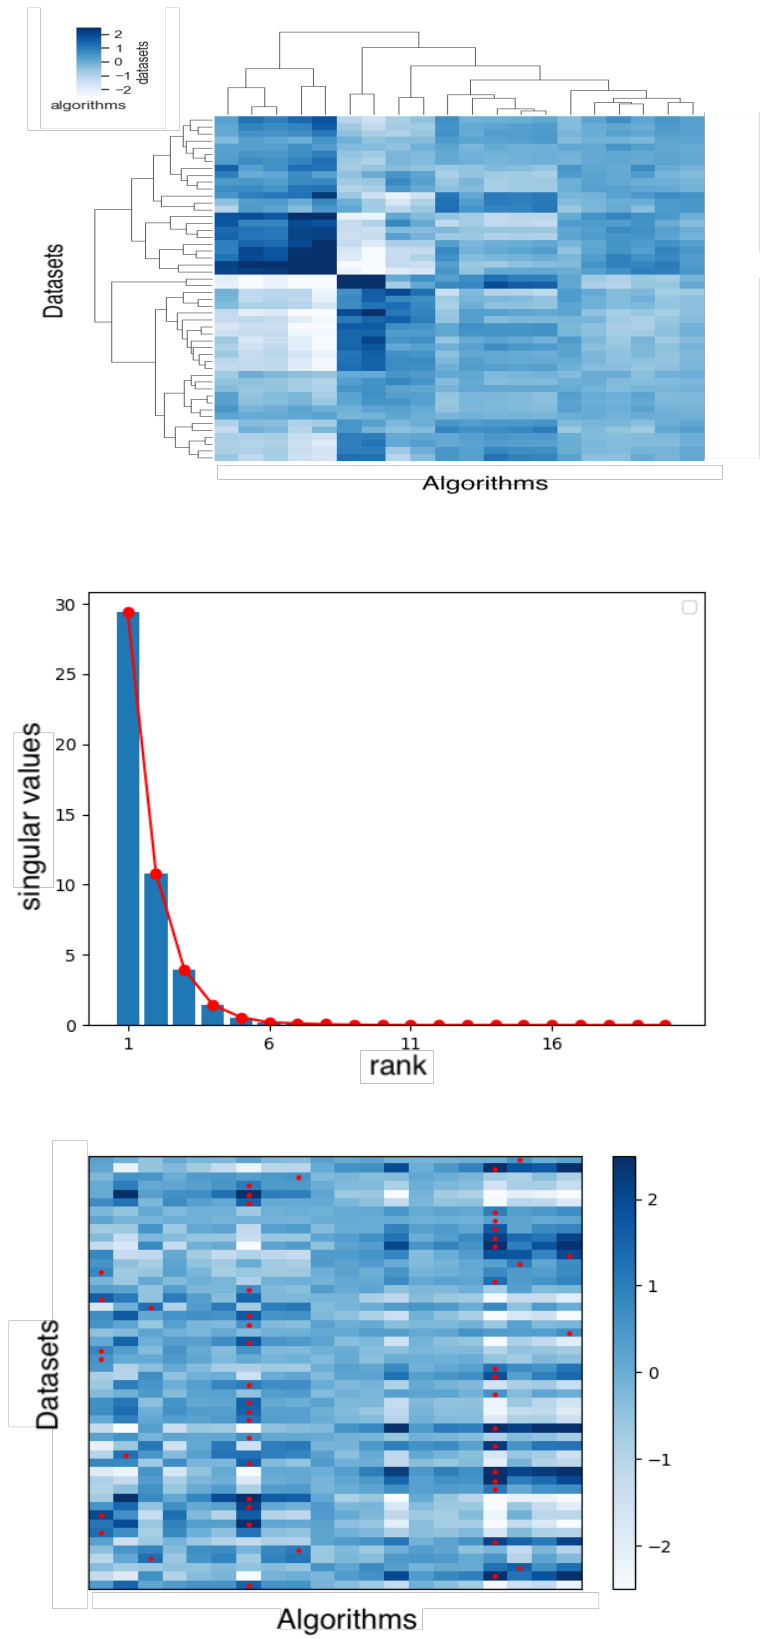 2
1
0
−1
−2
datasets
algorithms
Datasets
Algorithms
30
25
20
15
10
5
0
singular values
1
6
11
16
rank
Datasets
2
1
0
−1
−2
Algorithms